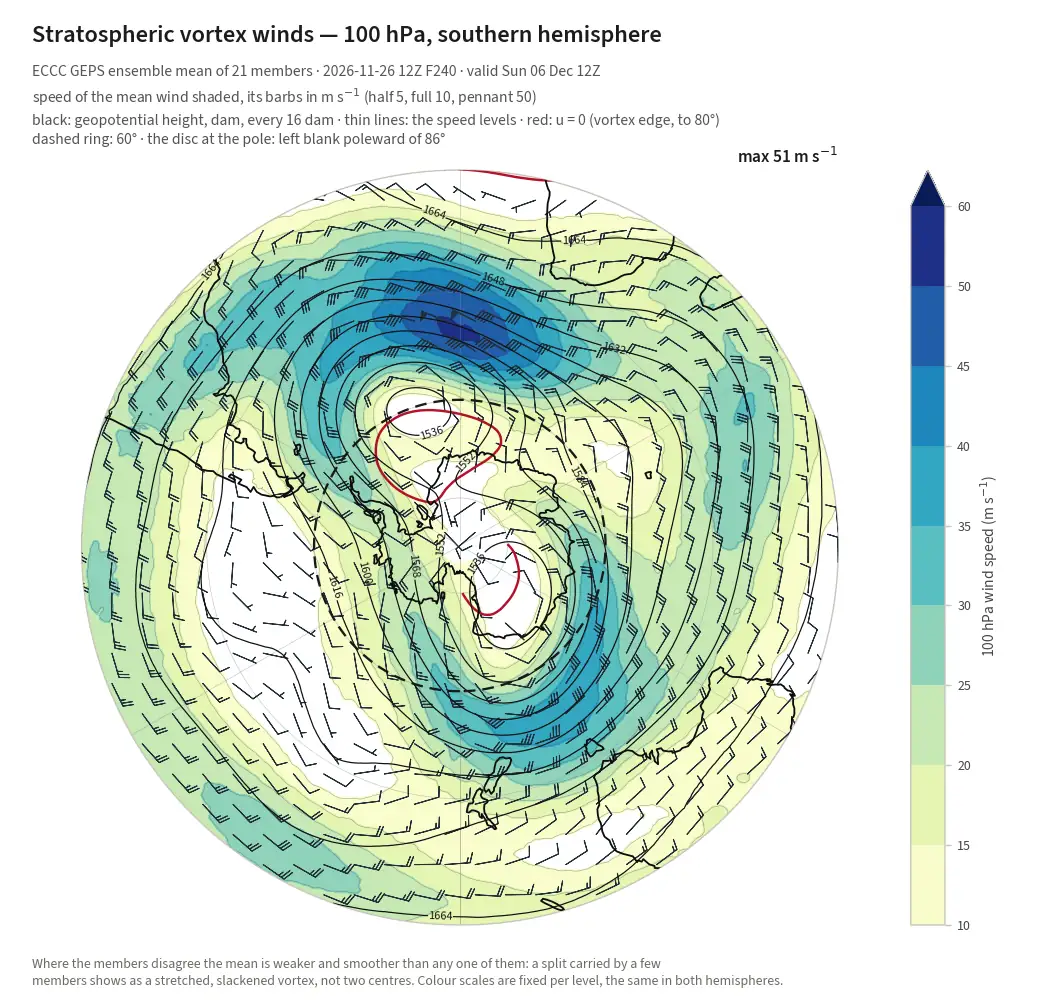 Stratospheric vortex winds — 100 hPa, southern hemisphere
ECCC GEPS ensemble mean of 21 members · 2026-11-26 12Z F240 · valid Sun 06 Dec 12Z
speed of the mean wind shaded, its barbs in m s⁻¹ (half 5, full 10, pennant 50)
black: geopotential height, dam, every 16 dam · thin lines: the speed levels · red: u = 0 (vortex edge, to 80°)
dashed ring: 60° · the disc at the pole: left blank poleward of 86°
max 51 m s⁻¹
1664
1664
1648
1632
1536
1552
1584
1552
1536
1568
1600
1616
1664
60
50
45
40
35
30
25
20
15
10
100 hPa wind speed (m s⁻¹)
Where the members disagree the mean is weaker and smoother than any one of them: a split carried by a few
members shows as a stretched, slackened vortex, not two centres. Colour scales are fixed per level, the same in both hemispheres.